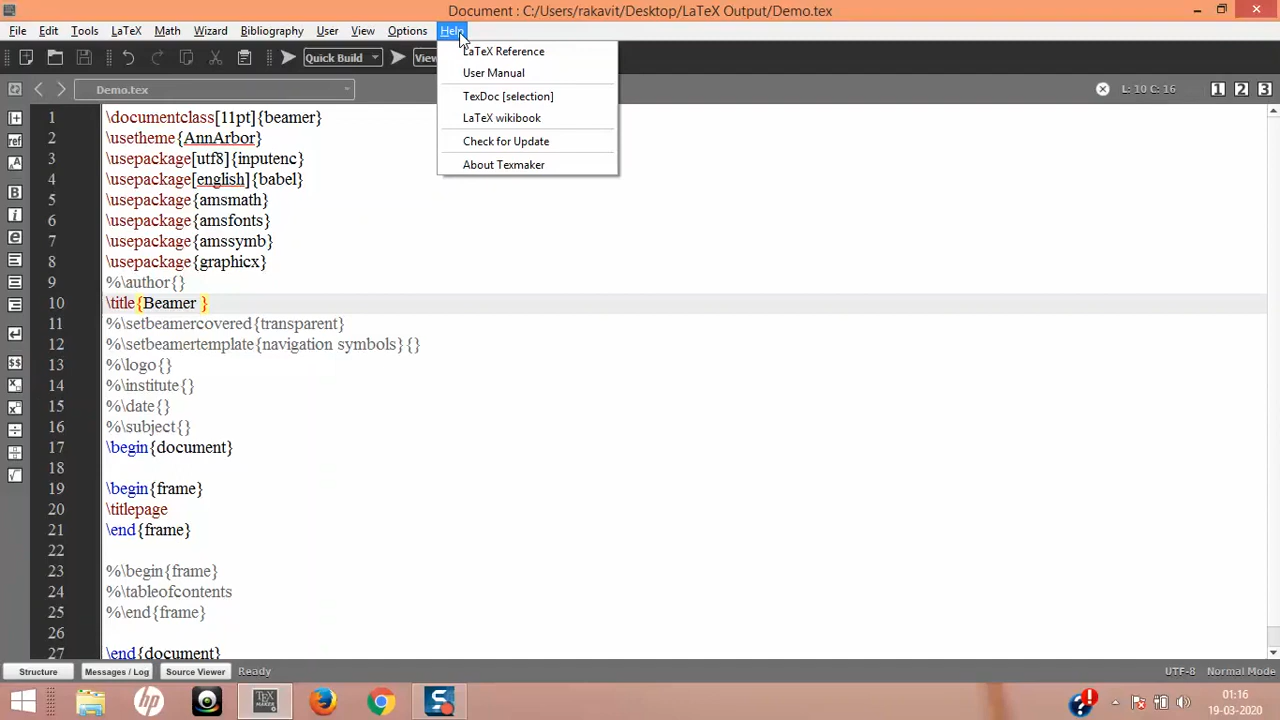 Document : C:/Users/rakavit/Desktop/LaTeX Output/Demo.tex
File Edit Tools LaTeX Math Wizard Bibliography User View Options Help
Quick Build View
LaTeX Reference
User Manual
TexDoc [selection]
LaTeX wikibook
Check for Update
About Texmaker
Demo.tex L: 10 C: 16 1 2 3
1 \documentclass[11pt]{beamer}
2 \usetheme{AnnArbor}
3 \usepackage[utf8]{inputenc}
4 \usepackage[english]{babel}
5 \usepackage{amsmath}
6 \usepackage{amsfonts}
7 \usepackage{amssymb}
8 \usepackage{graphicx}
9 %\author{}
10 \title{Beamer }
11 %\setbeamercovered{transparent}
12 %\setbeamertemplate{navigation symbols}{}
13 %\logo{}
14 %\institute{}
15 %\date{}
16 %\subject{}
17 \begin{document}
18
19 \begin{frame}
20 \titlepage
21 \end{frame}
22
23 %\begin{frame}
24 %\tableofcontents
25 %\end{frame}
26
27 \end{document}
Structure Messages / Log Source Viewer Ready UTF-8 Normal Mode
hp TEX MAKER S
01:16
19-03-2020